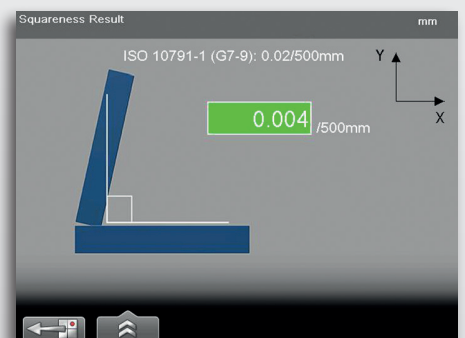 Squareness Result mm
ISO 10791-1 (G7-9): 0.02/500mm
Y
0.004 /500mm
X